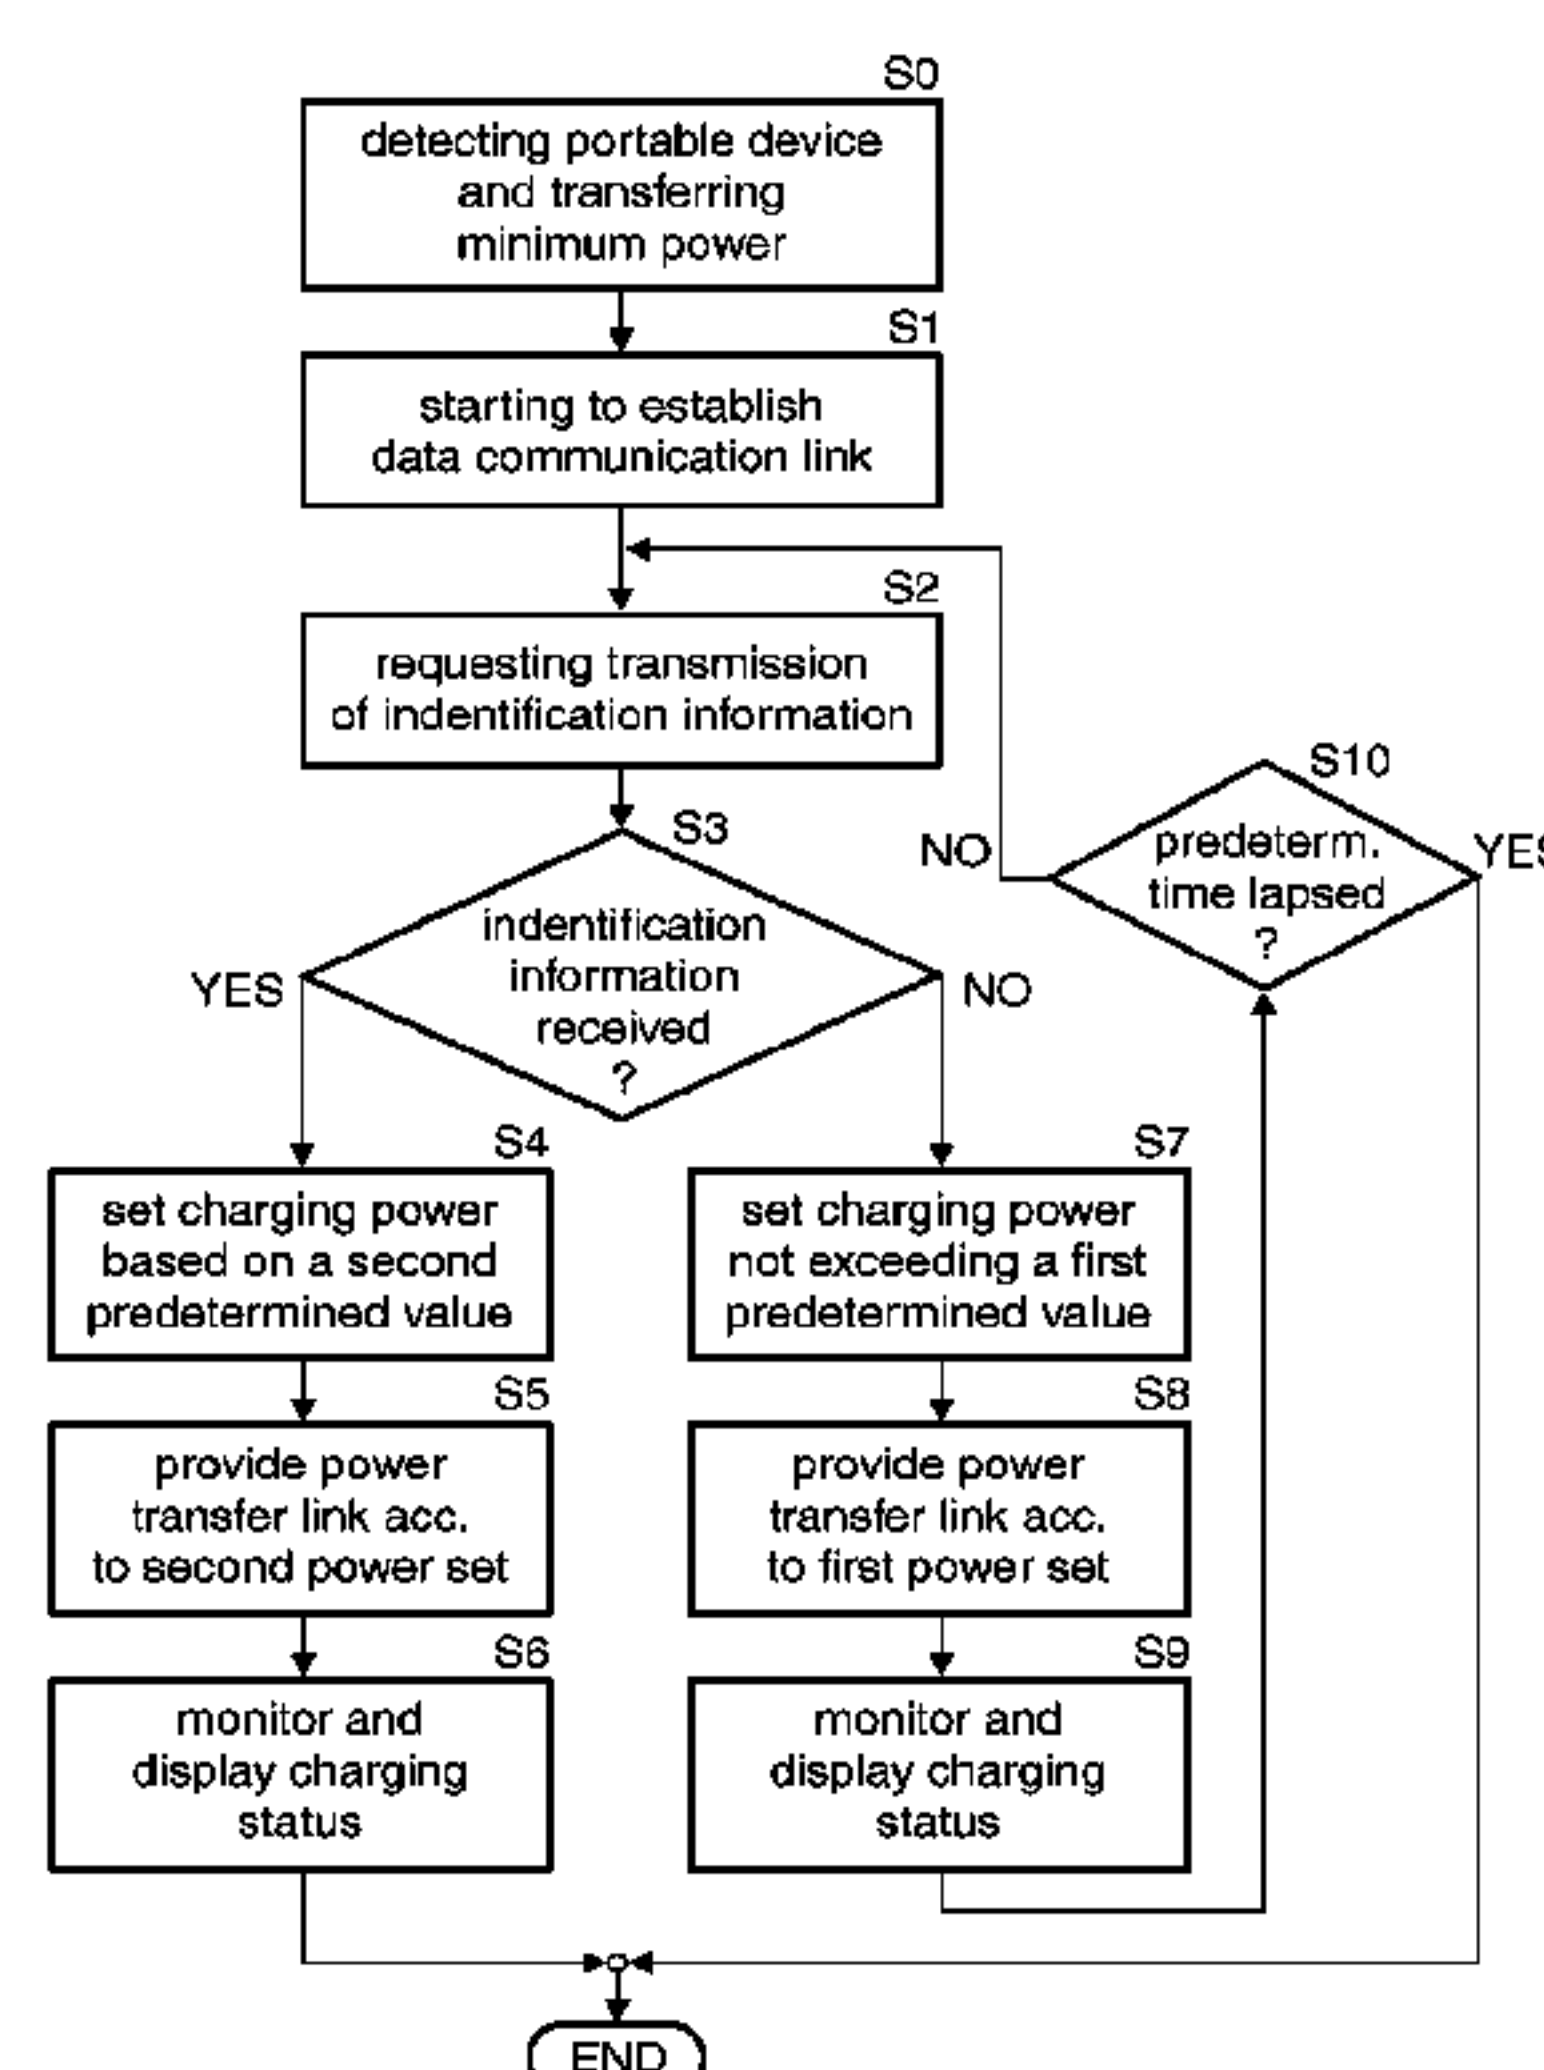 S0
detecting portable device
and transferring
minimum power
S1
starting to establish
data communication link
S2
requesting transmission
of indentification information
S3
indentification
information
received
?
YES
NO
S10
predeterm.
time lapsed
?
NO
YES
S4
set charging power
based on a second
predetermined value
S5
provide power
transfer link acc.
to second power set
S6
monitor and
display charging
status
S7
set charging power
not exceeding a first
predetermined value
S8
provide power
transfer link acc.
to first power set
S9
monitor and
display charging
status
END